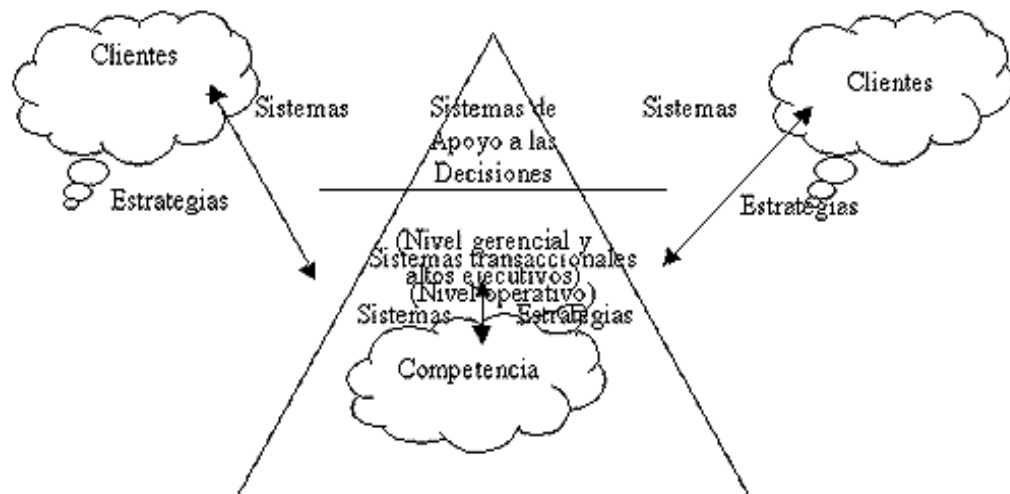 Clientes
Clientes
Sistemas
Sistemas de
Sistemas
Apoyo a las
Decisiones
Estrategias
Estrategias
(Nivel gerencial y
Sistemas transaccionales
altos ejecutivos)
(Nivel operativo)
Sistemas
Estrategias
Competencia